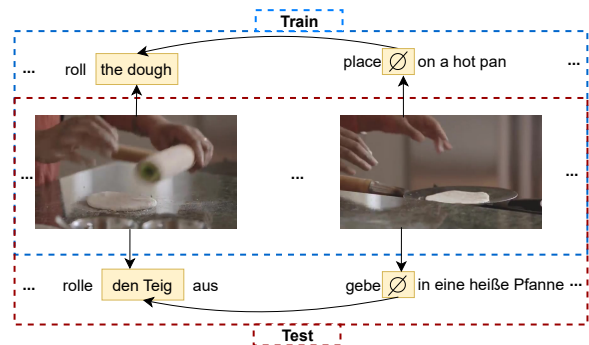 Train
... roll the dough place ∅ on a hot pan ...
... ... ...
... rolle den Teig aus gebe ∅ in eine heiße Pfanne ...
Test